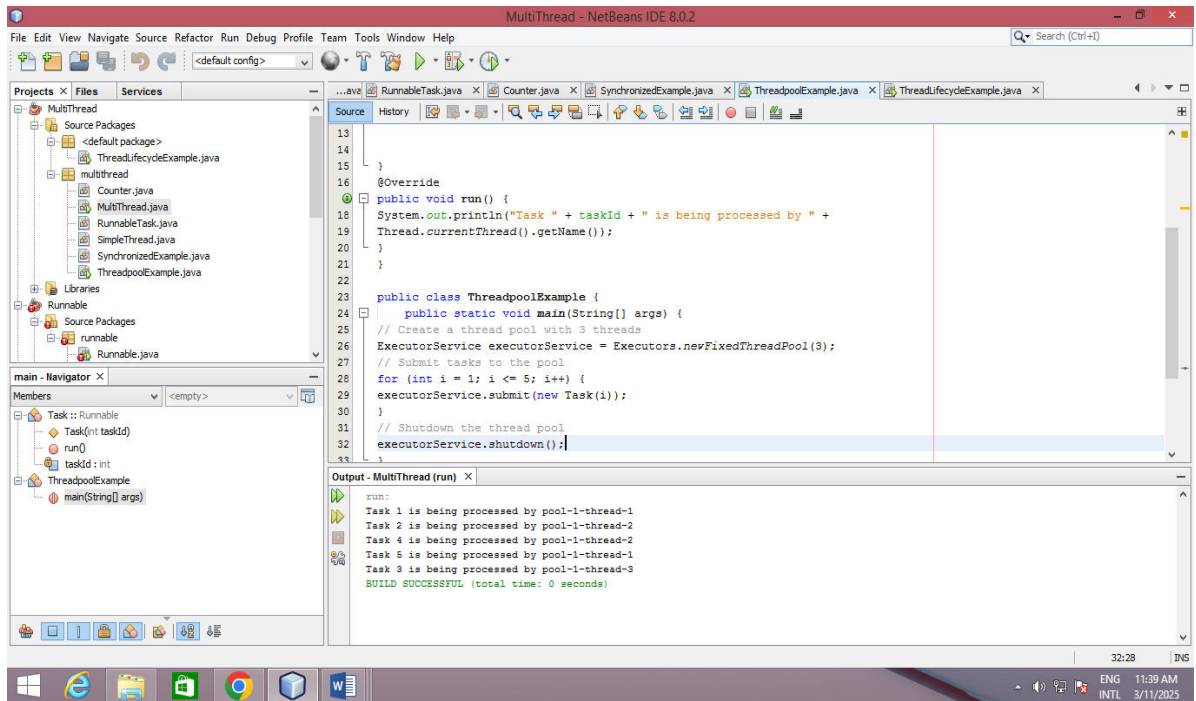 MultiThread - NetBeans IDE 8.0.2
File Edit View Navigate Source Refactor Run Debug Profile Team Tools Window Help
Search (Ctrl+I)
<default config>
Projects Files Services
MultiThread
Source Packages
<default package>
ThreadLifecycleExample.java
multithread
Counter.java
MultiThread.java
RunnableTask.java
SimpleThread.java
SynchronizedExample.java
ThreadpoolExample.java
Libraries
Runnable
Source Packages
runnable
Runnable.java
main - Navigator
Members <empty>
Task :: Runnable
Task(int taskId)
run()
taskId : int
ThreadpoolExample
main(String[] args)
...ava RunnableTask.java Counter.java SynchronizedExample.java ThreadpoolExample.java ThreadLifecycleExample.java
Source History
13
14
15 }
16 @Override
public void run() {
18 System.out.println("Task " + taskId + " is being processed by " +
19 Thread.currentThread().getName());
20 }
21 }
22
23 public class ThreadpoolExample {
24 public static void main(String[] args) {
25 // Create a thread pool with 3 threads
26 ExecutorService executorService = Executors.newFixedThreadPool(3);
27 // Submit tasks to the pool
28 for (int i = 1; i <= 5; i++) {
29 executorService.submit(new Task(i));
30 }
31 // Shutdown the thread pool
32 executorService.shutdown();
33 }
Output - MultiThread (run)
run:
Task 1 is being processed by pool-1-thread-1
Task 2 is being processed by pool-1-thread-2
Task 4 is being processed by pool-1-thread-2
Task 5 is being processed by pool-1-thread-1
Task 3 is being processed by pool-1-thread-3
BUILD SUCCESSFUL (total time: 0 seconds)
32:28 INS
ENG 11:39 AM
INTL 3/11/2025